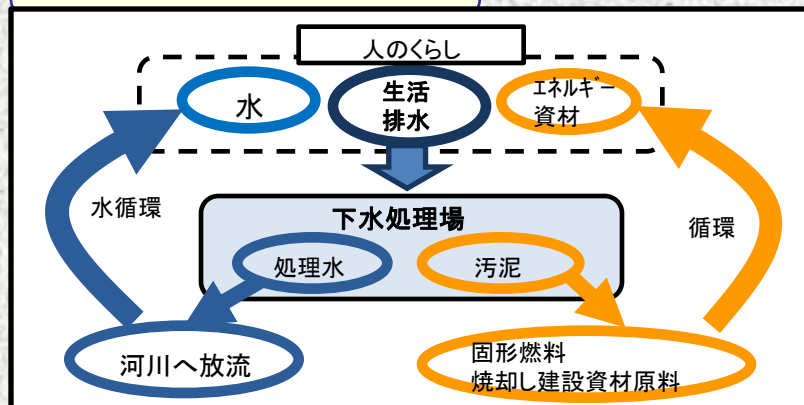 人のくらし
水
生活
排水
エネルギー
資材
水循環
下水処理場
循環
処理水
汚泥
河川へ放流
固形燃料
焼却し建設資材原料